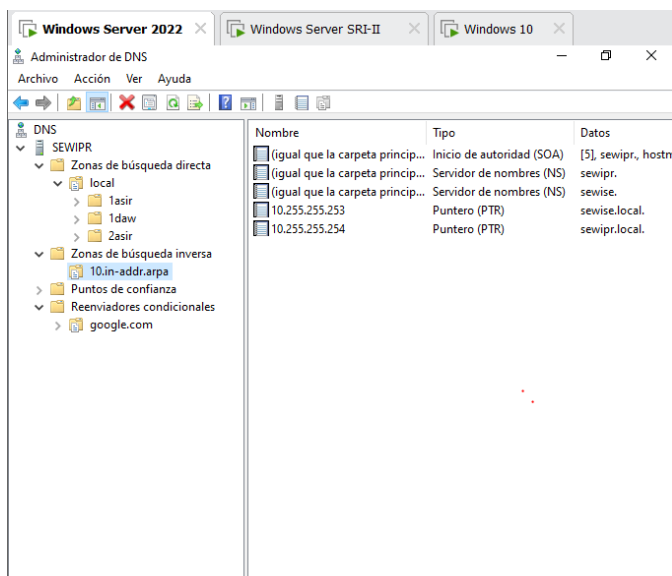 Windows Server 2022 Windows Server SRI-II Windows 10
Administrador de DNS
Archivo Acción Ver Ayuda
DNS
SEWIPR
Zonas de búsqueda directa
local
1asir
1daw
2asir
Zonas de búsqueda inversa
10.in-addr.arpa
Puntos de confianza
Reenviadores condicionales
google.com
Nombre Tipo Datos
(igual que la carpeta princip... Inicio de autoridad (SOA) [5], sewipr., hostm
(igual que la carpeta princip... Servidor de nombres (NS) sewipr.
(igual que la carpeta princip... Servidor de nombres (NS) sewise.
10.255.255.253 Puntero (PTR) sewise.local.
10.255.255.254 Puntero (PTR) sewipr.local.